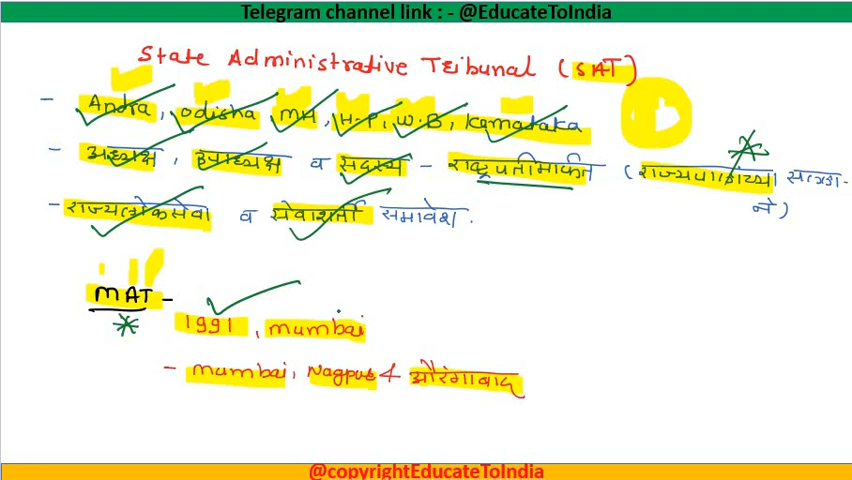 Telegram channel link : - @EducateToIndia
State Administrative Tribunal (SAT)
- Andra, odisha MH, H.P, W.B, Karnataka
- अध्यक्ष, उपाध्यक्ष व सदस्य - राष्ट्रपतीमार्फत (राज्यपालांच्या सल्ल्या-
ने)
- राज्यलोकसेवा व सेवाशर्ती समावेश.
MAT -
1991, mumbai
- mumbai, Nagpur & औरंगाबाद
@copyrightEducateToIndia